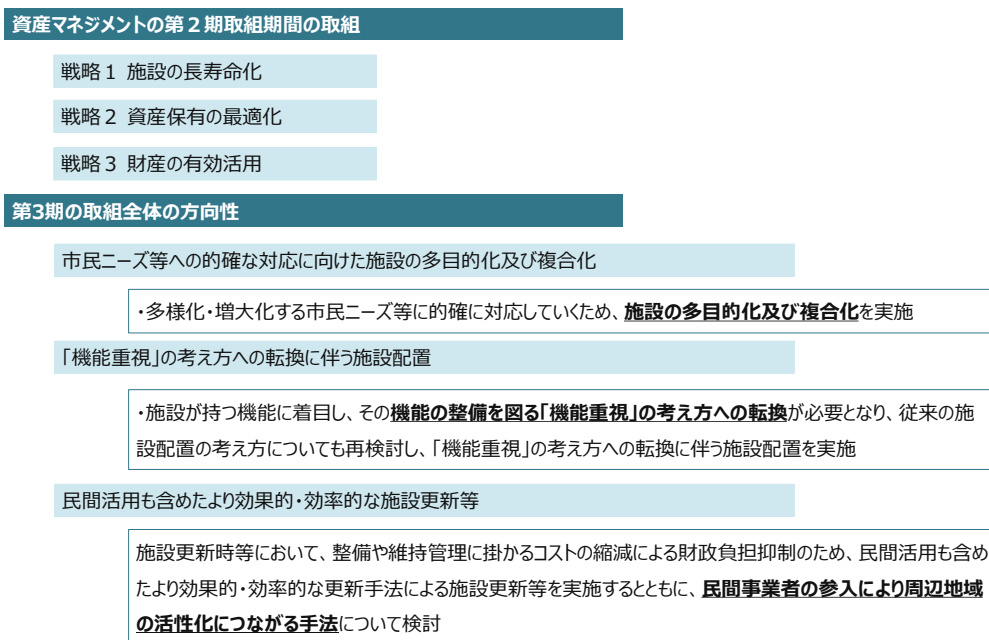 資産マネジメントの第２期取組期間の取組
戦略１ 施設の長寿命化
戦略２ 資産保有の最適化
戦略３ 財産の有効活用
第3期の取組全体の方向性
市民ニーズ等への的確な対応に向けた施設の多目的化及び複合化
・多様化・増大化する市民ニーズ等に的確に対応していくため、施設の多目的化及び複合化を実施
「機能重視」の考え方への転換に伴う施設配置
・施設が持つ機能に着目し、その機能の整備を図る「機能重視」の考え方への転換が必要となり、従来の施
設配置の考え方についても再検討し、「機能重視」の考え方への転換に伴う施設配置を実施
民間活用も含めたより効果的・効率的な施設更新等
施設更新時等において、整備や維持管理に掛かるコストの縮減による財政負担抑制のため、民間活用も含め
たより効果的・効率的な更新手法による施設更新等を実施するとともに、民間事業者の参入により周辺地域
の活性化につながる手法について検討